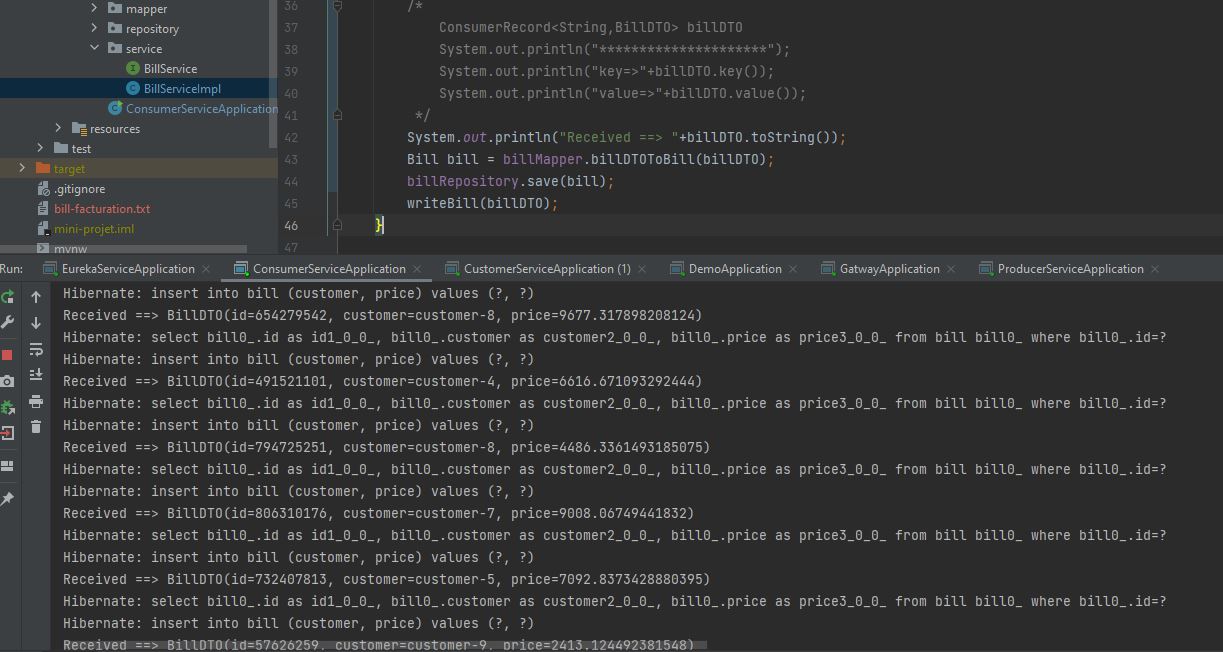 mapper
repository
service
BillService
BillServiceImpl
ConsumerServiceApplication
resources
test
target
.gitignore
bill-facturation.txt
mini-projet.iml
mvnw
36 /*
37 ConsumerRecord<String,BillDTO> billDTO
38 System.out.println("*********************");
39 System.out.println("key=>"+billDTO.key());
40 System.out.println("value=>"+billDTO.value());
41 */
42 System.out.println("Received ==> "+billDTO.toString());
43 Bill bill = billMapper.billDTOToBill(billDTO);
44 billRepository.save(bill);
45 writeBill(billDTO);
46 }
47
Run: EurekaServiceApplication ConsumerServiceApplication CustomerServiceApplication (1) DemoApplication GatwayApplication ProducerServiceApplication
Hibernate: insert into bill (customer, price) values (?, ?)
Received ==> BillDTO(id=654279542, customer=customer-8, price=9677.317898208124)
Hibernate: select bill0_.id as id1_0_0_, bill0_.customer as customer2_0_0_, bill0_.price as price3_0_0_ from bill bill0_ where bill0_.id=?
Hibernate: insert into bill (customer, price) values (?, ?)
Received ==> BillDTO(id=491521101, customer=customer-4, price=6616.671093292444)
Hibernate: select bill0_.id as id1_0_0_, bill0_.customer as customer2_0_0_, bill0_.price as price3_0_0_ from bill bill0_ where bill0_.id=?
Hibernate: insert into bill (customer, price) values (?, ?)
Received ==> BillDTO(id=794725251, customer=customer-8, price=4486.3361493185075)
Hibernate: select bill0_.id as id1_0_0_, bill0_.customer as customer2_0_0_, bill0_.price as price3_0_0_ from bill bill0_ where bill0_.id=?
Hibernate: insert into bill (customer, price) values (?, ?)
Received ==> BillDTO(id=806310176, customer=customer-7, price=9008.06749441832)
Hibernate: select bill0_.id as id1_0_0_, bill0_.customer as customer2_0_0_, bill0_.price as price3_0_0_ from bill bill0_ where bill0_.id=?
Hibernate: insert into bill (customer, price) values (?, ?)
Received ==> BillDTO(id=732407813, customer=customer-5, price=7092.8373428880395)
Hibernate: select bill0_.id as id1_0_0_, bill0_.customer as customer2_0_0_, bill0_.price as price3_0_0_ from bill bill0_ where bill0_.id=?
Hibernate: insert into bill (customer, price) values (?, ?)
Received ==> BillDTO(id=57626259, customer=customer-9, price=2413.124492381548)